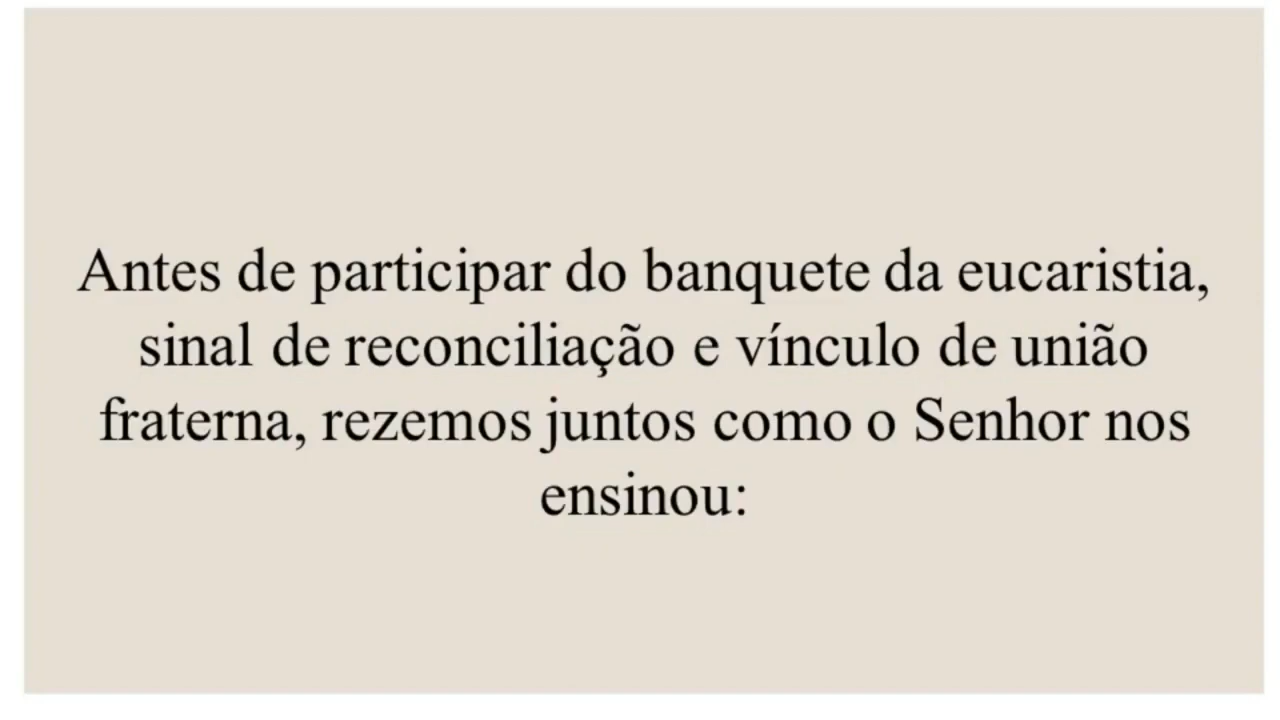 Antes de participar do banquete da eucaristia,
sinal de reconciliação e vínculo de união
fraterna, rezemos juntos como o Senhor nos
ensinou: